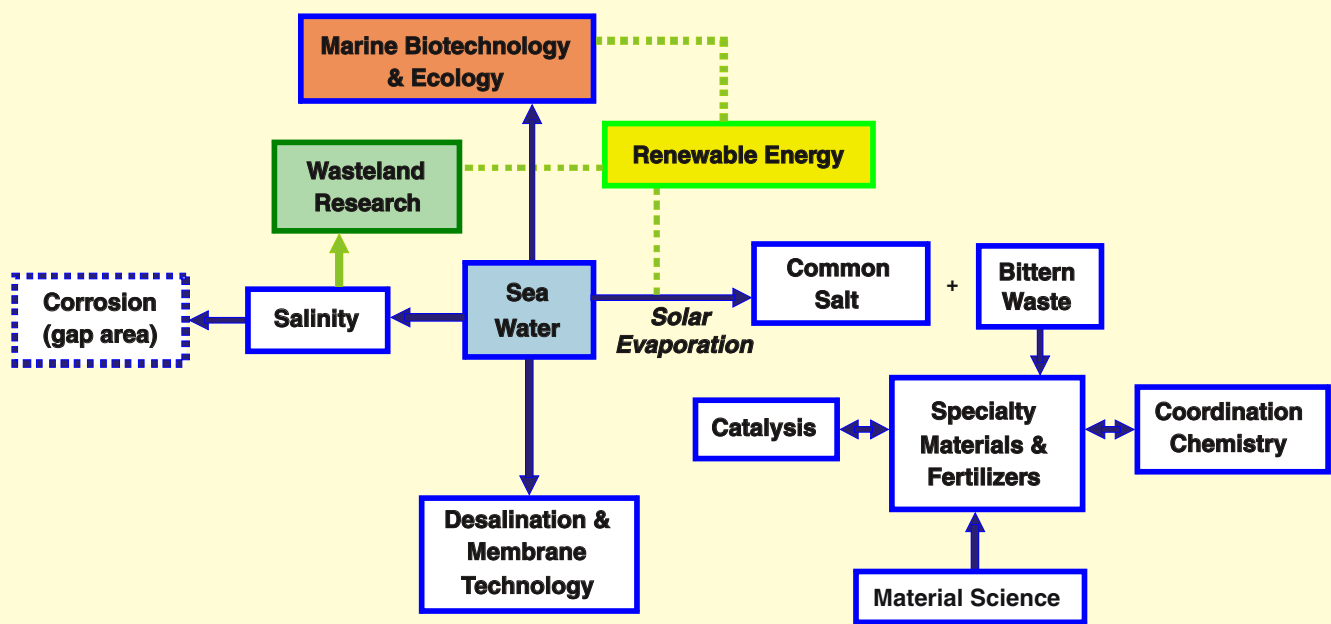 Marine Biotechnology
& Ecology
Renewable Energy
Wasteland
Research
Common
Salt
+
Bittern
Waste
Sea
Water
Solar
Evaporation
Salinity
Corrosion
(gap area)
Catalysis
Specialty
Materials &
Fertilizers
Coordination
Chemistry
Desalination &
Membrane
Technology
Material Science